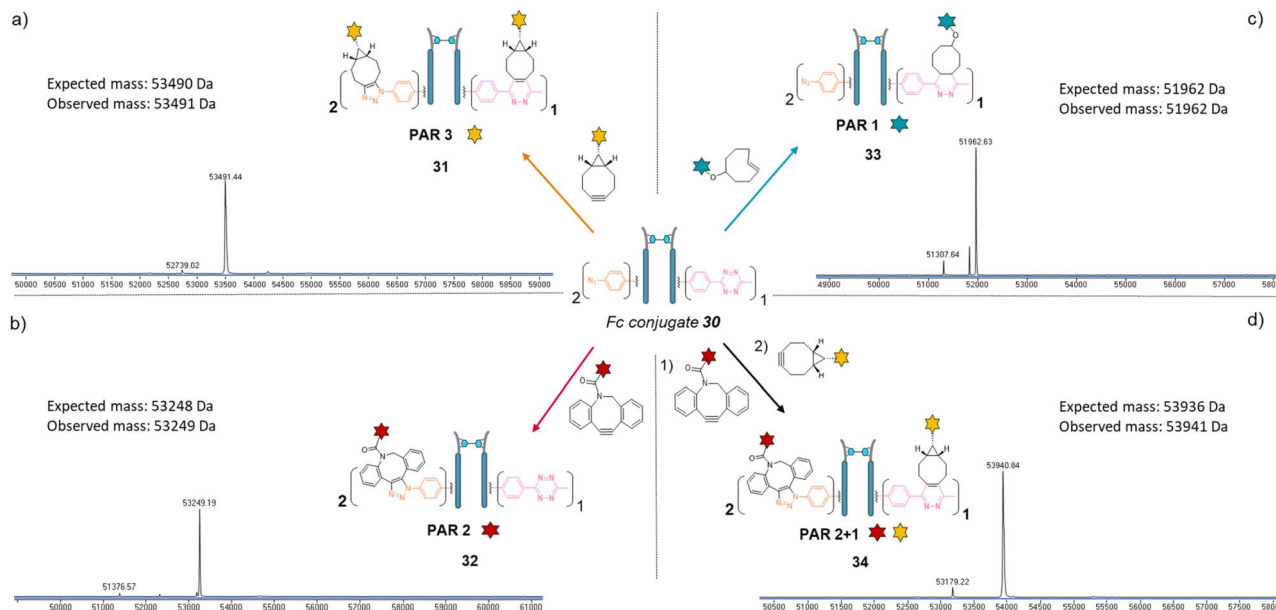 a)
Expected mass: 53490 Da
Observed mass: 53491 Da
2
N
N=N
N
N
1
PAR 3
31
H
H
H
H
53491.44
52739.02
50000 50500 51000 51500 52000 52500 53000 53500 54000 54500 55000 55500 56000 56500 57000 57500 58000 58500 59000
H
H
c)
Expected mass: 51962 Da
Observed mass: 51962 Da
2
N₃
O
N
N
1
PAR 1
33
O
51962.63
51307.64
49000 50000 51000 52000 53000 54000 55000 56000 57000 58
2
N₃
N=N
N=N
1
Fc conjugate 30
b)
Expected mass: 53248 Da
Observed mass: 53249 Da
O
N
2
N
N=N
N=N
N=N
1
PAR 2
32
O
N
53249.19
51376.57
50000 51000 52000 53000 54000 55000 56000 57000 58000 59000 60000 61000
d)
1)
O
N
2)
H
H
Expected mass: 53936 Da
Observed mass: 53941 Da
O
N
2
N
N=N
H
H
N
N
1
PAR 2+1
34
53940.84
53179.22
50500 51000 51500 52000 52500 53000 53500 54000 54500 55000 55500 56000 56500 57000 57500 58